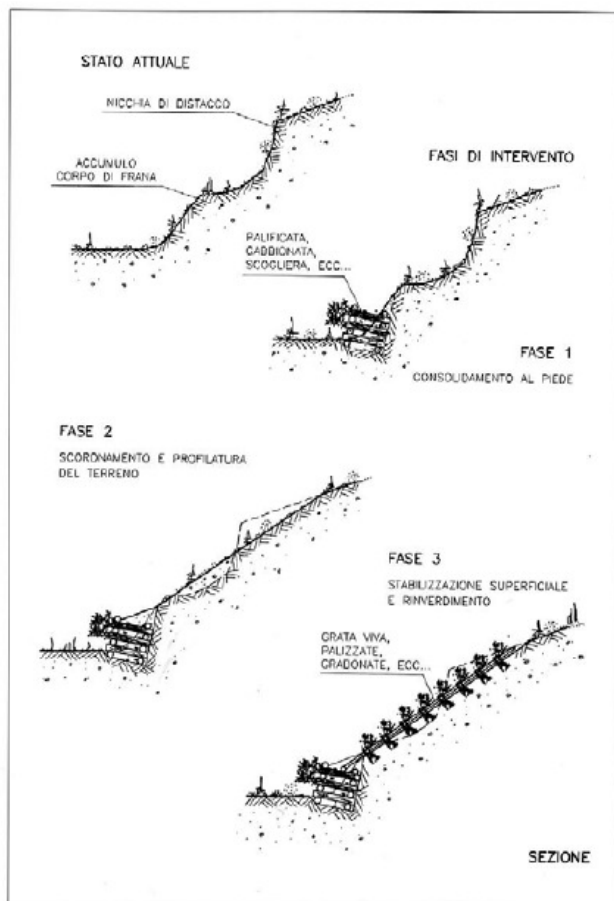 STATO ATTUALE
NICCHIA DI DISTACCO
ACCUMULO
CORPO DI FRANA
FASI DI INTERVENTO
PALIFICATA,
GABBIONATA,
SCOGLIERA, ECC...
FASE 1
CONSOLIDAMENTO AL PIEDE
FASE 2
SCORONAMENTO E PROFILATURA
DEL TERRENO
FASE 3
STABILIZZAZIONE SUPERFICIALE
E RINVERDIMENTO
GRATA VIVA,
PALIZZATE,
GRADONATE, ECC...
SEZIONE